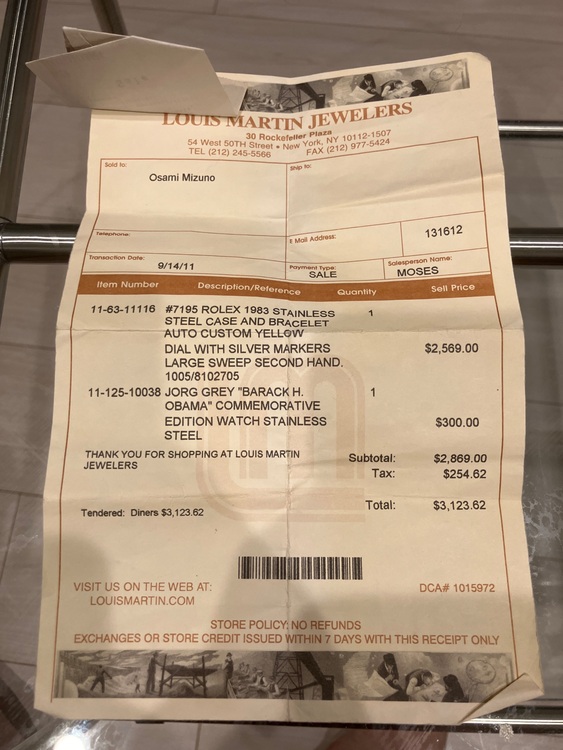 LOUIS MARTIN JEWELERS
30 Rockefeller Plaza
54 West 50TH Street • New York, NY 10112-1507
TEL (212) 245-5566 FAX (212) 977-5424
Sold to:
Osami Mizuno
Ship to:
Telephone:
E Mail Address:
131612
Transaction Date:
9/14/11
Payment Type:
SALE
Salesperson Name:
MOSES
Item Number Description/Reference Quantity Sell Price
11-63-11116 #7195 ROLEX 1983 STAINLESS 1
STEEL CASE AND BRACELET
AUTO CUSTOM YELLOW
DIAL WITH SILVER MARKERS $2,569.00
LARGE SWEEP SECOND HAND.
1005/8102705
11-125-10038 JORG GREY "BARACK H. 1
OBAMA" COMMEMORATIVE
EDITION WATCH STAINLESS $300.00
STEEL
THANK YOU FOR SHOPPING AT LOUIS MARTIN
JEWELERS
Subtotal: $2,869.00
Tax: $254.62
Total: $3,123.62
Tendered: Diners $3,123.62
VISIT US ON THE WEB AT:
LOUISMARTIN.COM
DCA# 1015972
STORE POLICY: NO REFUNDS
EXCHANGES OR STORE CREDIT ISSUED WITHIN 7 DAYS WITH THIS RECEIPT ONLY